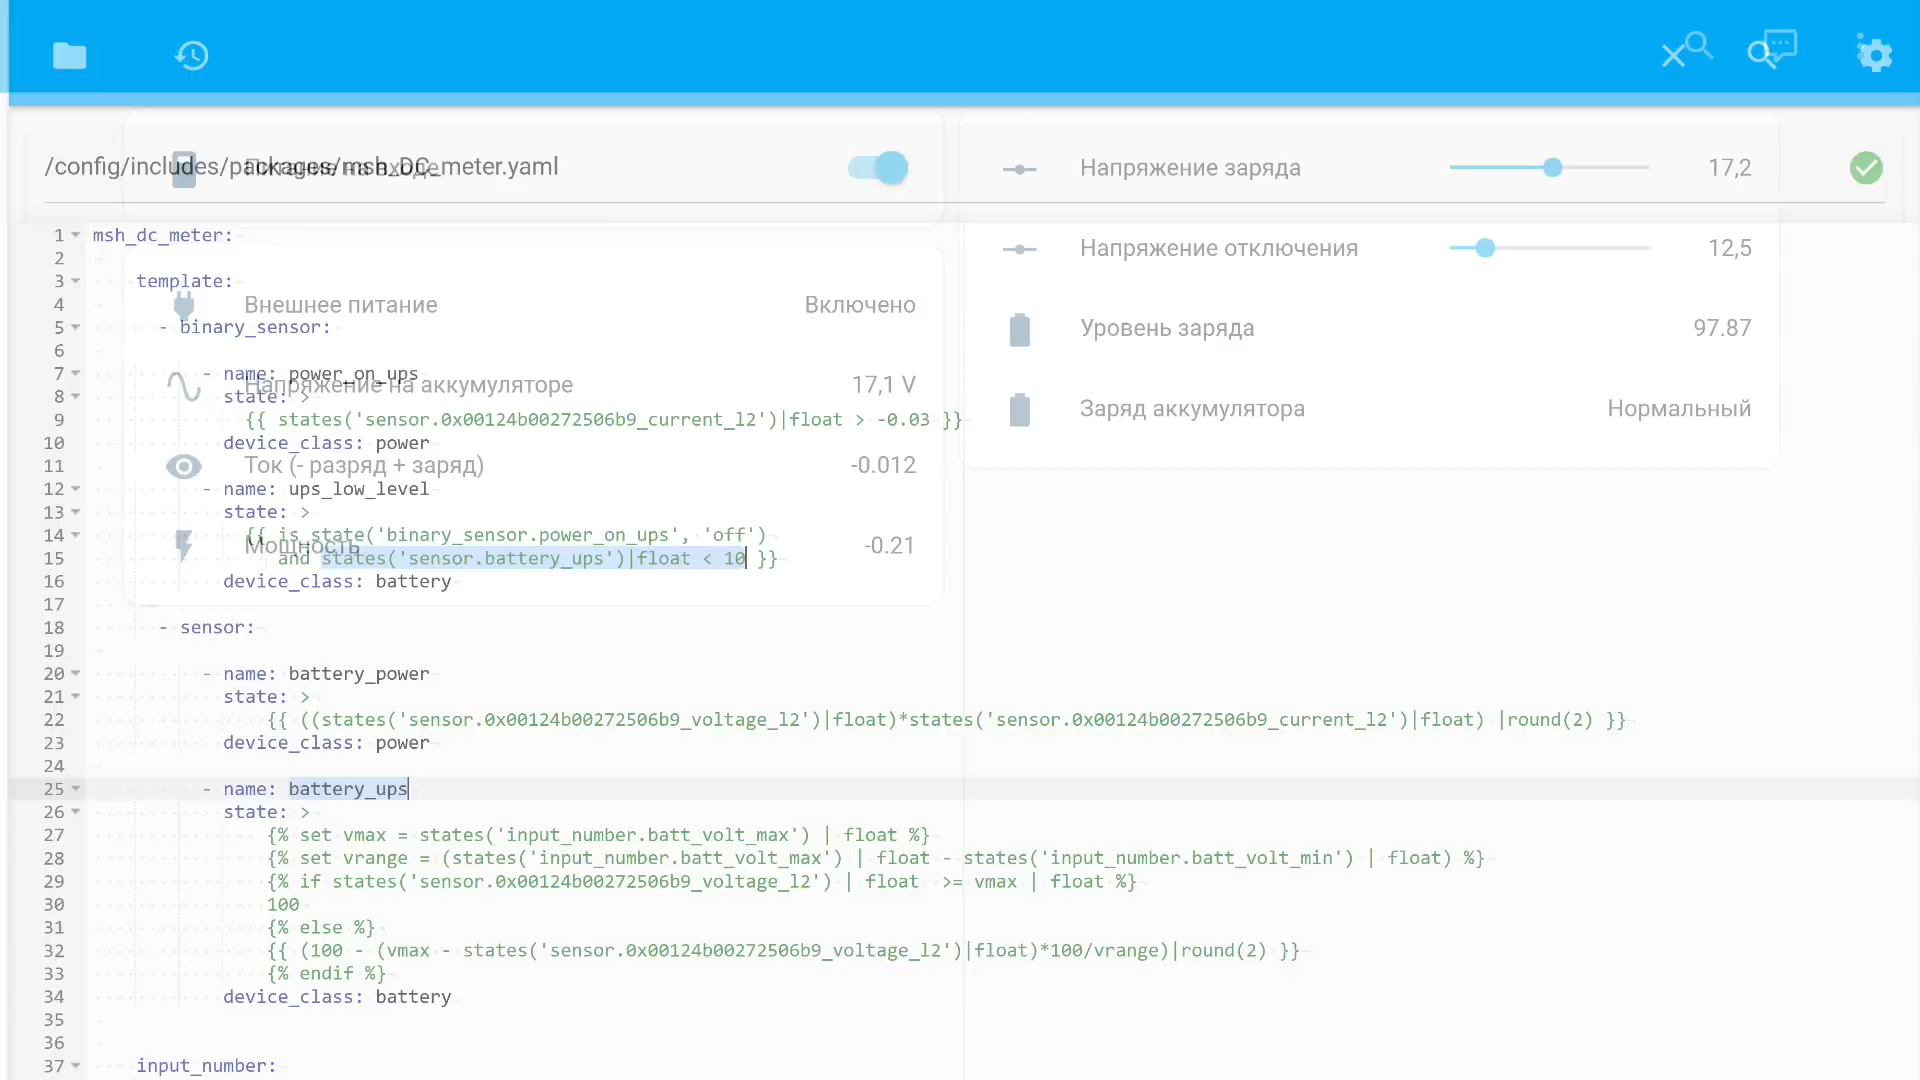 /config/includes/packages/msh_DC_meter.yaml
Питание на входе
Напряжение заряда 17,2
Напряжение отключения 12,5
Уровень заряда 97.87
Заряд аккумулятора Нормальный
Внешнее питание Включено
Напряжение на аккумуляторе 17,1 V
Ток (- разряд + заряд) -0.012
Мощность -0.21
1 msh_dc_meter:
2
3 template:
4
5 - binary_sensor:
6
7 - name: power_on_ups
8 state: >
9 {{ states('sensor.0x00124b00272506b9_current_l2')|float > -0.03 }}
10 device_class: power
11
12 - name: ups_low_level
13 state: >
14 {{ is_state('binary_sensor.power_on_ups', 'off')
15 and states('sensor.battery_ups')|float < 10 }}
16 device_class: battery
17
18 - sensor:
19
20 - name: battery_power
21 state: >
22 {{ ((states('sensor.0x00124b00272506b9_voltage_l2')|float)*states('sensor.0x00124b00272506b9_current_l2')|float) |round(2) }}
23 device_class: power
24
25 - name: battery_ups
26 state: >
27 {% set vmax = states('input_number.batt_volt_max') | float %}
28 {% set vrange = (states('input_number.batt_volt_max') | float - states('input_number.batt_volt_min') | float) %}
29 {% if states('sensor.0x00124b00272506b9_voltage_l2') | float >= vmax | float %}
30 100
31 {% else %}
32 {{ (100 - (vmax - states('sensor.0x00124b00272506b9_voltage_l2')|float)*100/vrange)|round(2) }}
33 {% endif %}
34 device_class: battery
35
36
37 input_number: